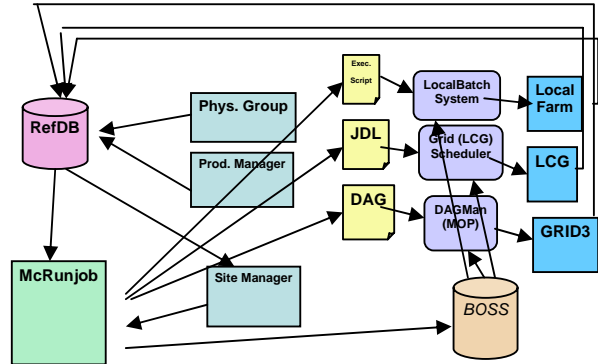 Exec.
Script
LocalBatch
System
Local
Farm
RefDB
Phys. Group
JDL
Grid (LCG)
Scheduler
LCG
Prod. Manager
DAG
DAGMan
(MOP)
GRID3
McRunjob
Site Manager
BOSS